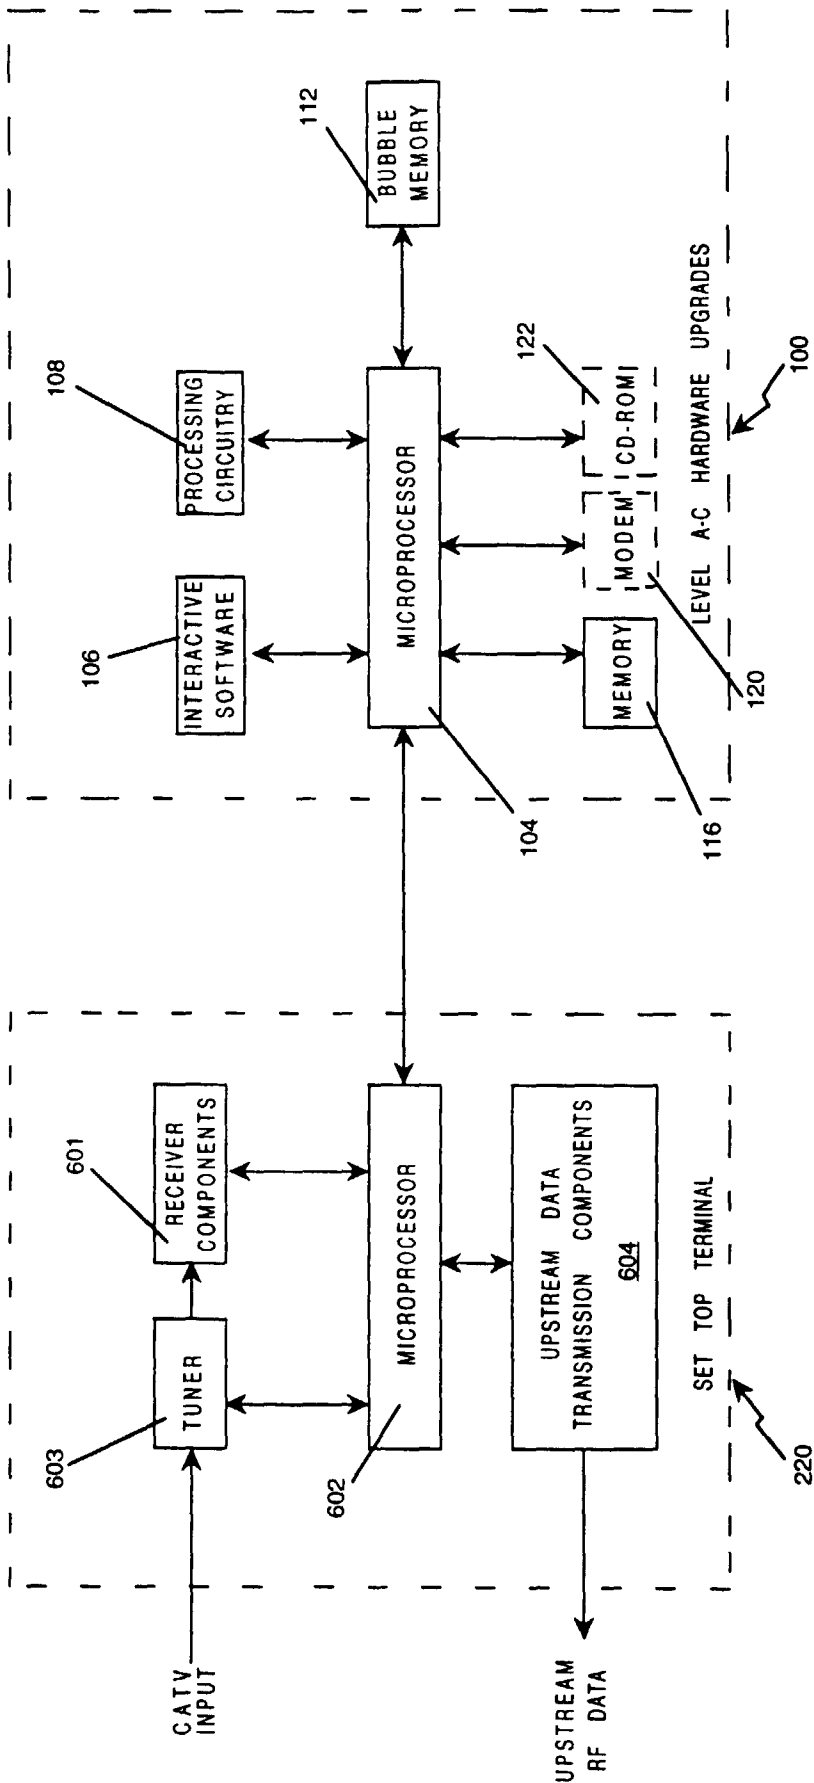 CATV
INPUT
603
TUNER
601
RECEIVER
COMPONENTS
602
MICROPROCESSOR
UPSTREAM DATA
TRANSMISSION COMPONENTS
604
UPSTREAM
RF DATA
SET TOP TERMINAL
220
106
INTERACTIVE
SOFTWARE
108
PROCESSING
CIRCUITRY
MICROPROCESSOR
104
112
BUBBLE
MEMORY
MEMORY
116
MODEM
120
CD-ROM
122
LEVEL A-C HARDWARE UPGRADES
100